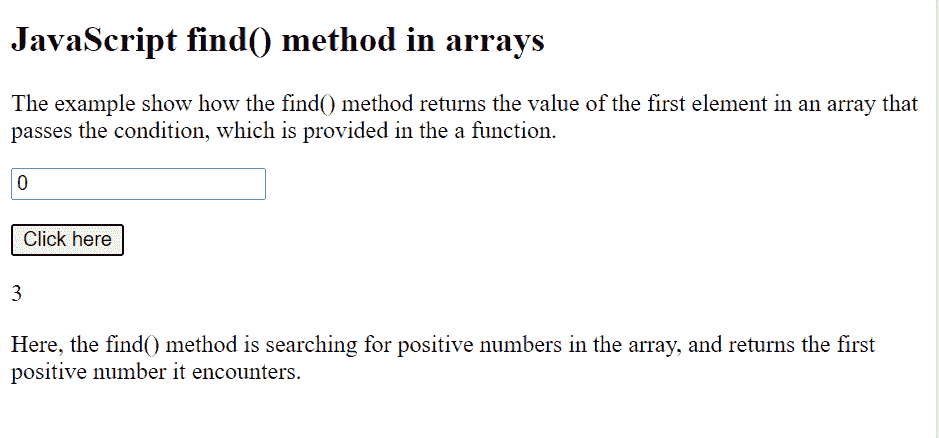 JavaScript find() method in arrays
The example show how the find() method returns the value of the first element in an array that
passes the condition, which is provided in the a function.
0
Click here
3
Here, the find() method is searching for positive numbers in the array, and returns the first
positive number it encounters.